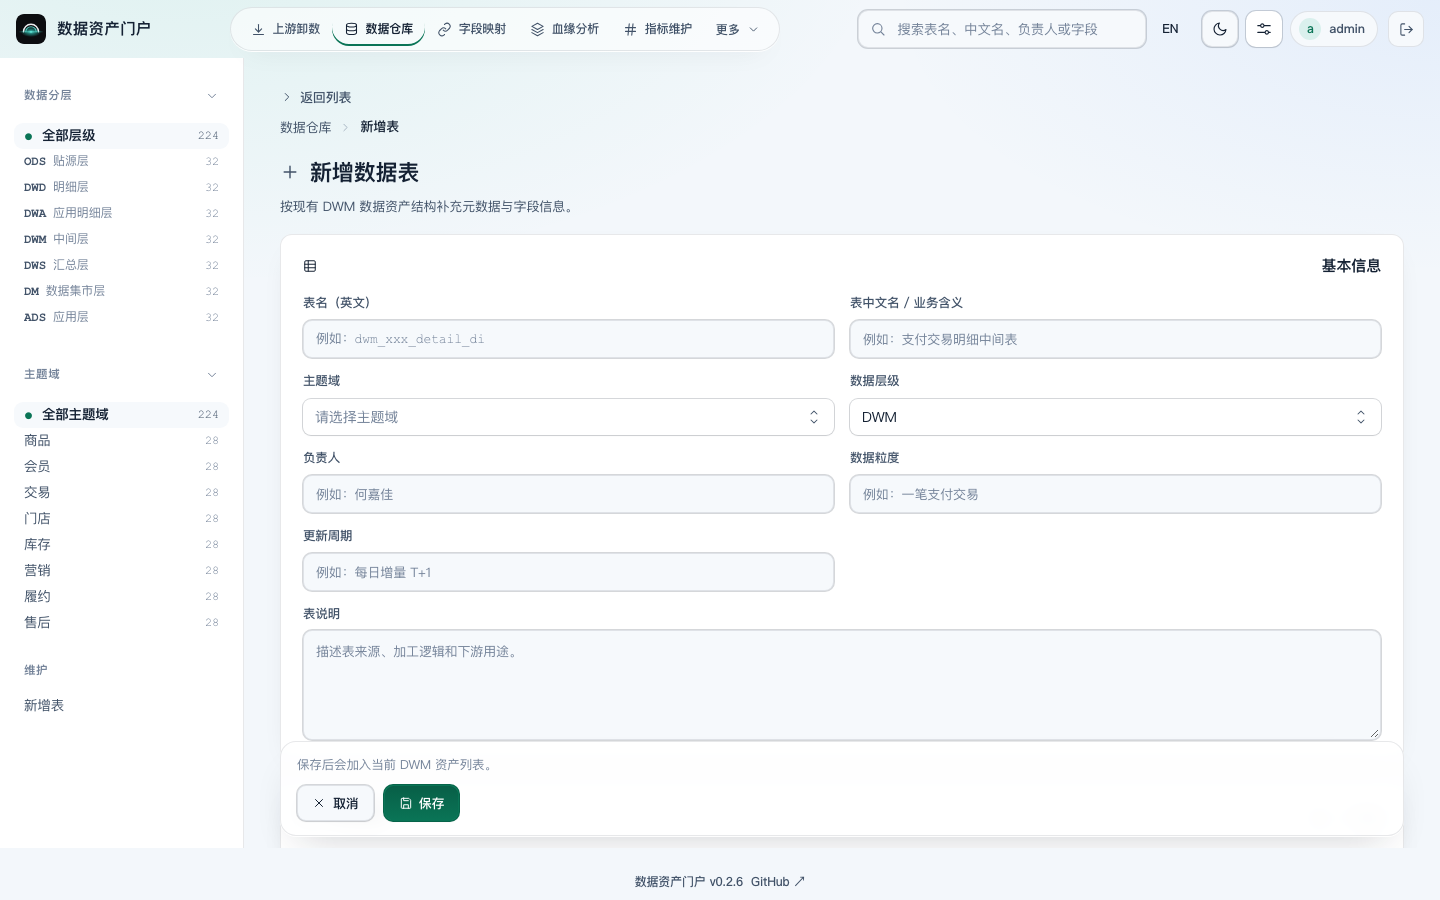 数据资产门户
上游卸数
数据仓库
字段映射
血缘分析
指标维护
更多
搜索表名、中文名、负责人或字段
EN
a
admin
数据分层
全部层级 224
ODS 贴源层 32
DWD 明细层 32
DWA 应用明细层 32
DWM 中间层 32
DWS 汇总层 32
DM 数据集市层 32
ADS 应用层 32
主题域
全部主题域 224
商品 28
会员 28
交易 28
门店 28
库存 28
营销 28
履约 28
售后 28
维护
新增表
返回列表
数据仓库 新增表
新增数据表
按现有 DWM 数据资产结构补充元数据与字段信息。
基本信息
表名（英文）
例如：dwm_xxx_detail_di
表中文名 / 业务含义
例如：支付交易明细中间表
主题域
请选择主题域
数据层级
DWM
负责人
例如：何嘉佳
数据粒度
例如：一笔支付交易
更新周期
例如：每日增量 T+1
表说明
描述表来源、加工逻辑和下游用途。
保存后会加入当前 DWM 资产列表。
取消
保存
数据资产门户 v0.2.6 GitHub ↗